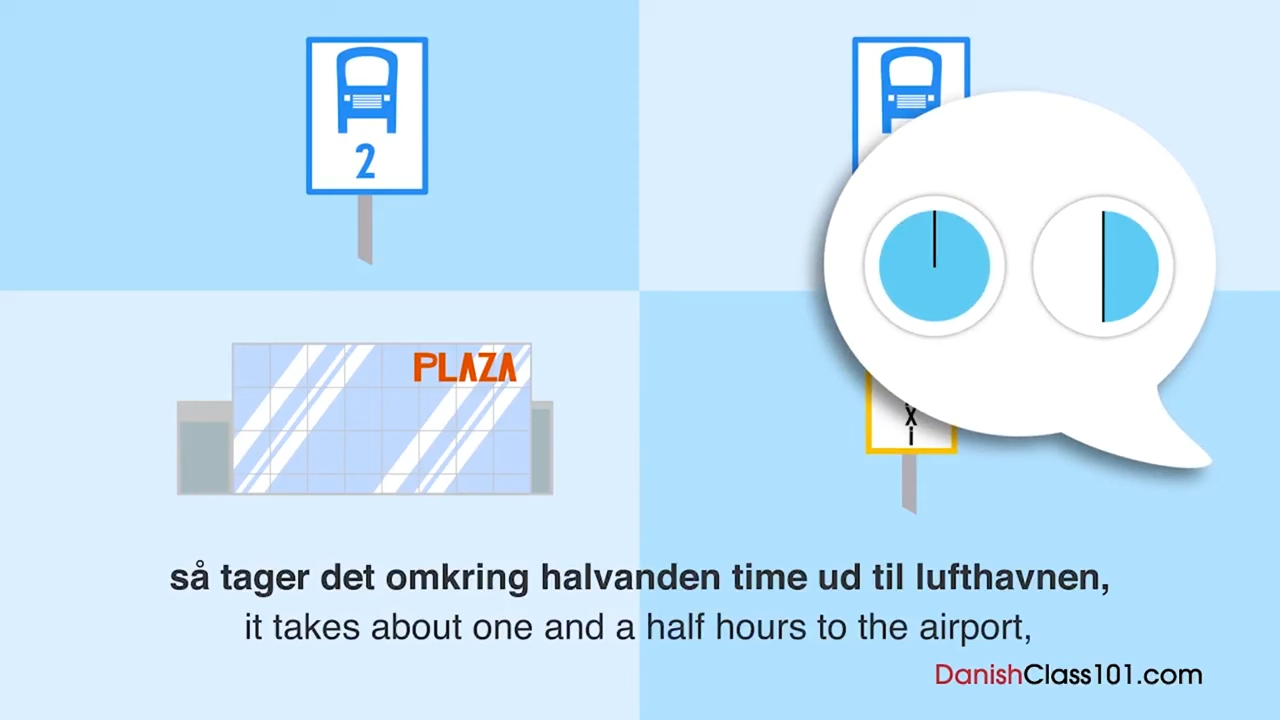 2
PLAZA
X
i
så tager det omkring halvanden time ud til lufthavnen,
it takes about one and a half hours to the airport,
DanishClass101.com